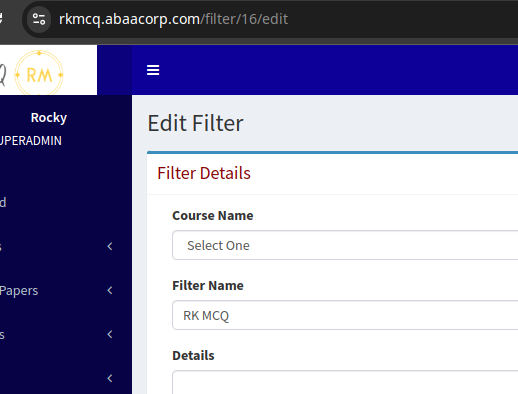 rkmcq.abaacorp.com/filter/16/edit
RM
Rocky
UPERADMIN
Edit Filter
Filter Details
Course Name
Select One
Filter Name
RK MCQ
Papers
Details